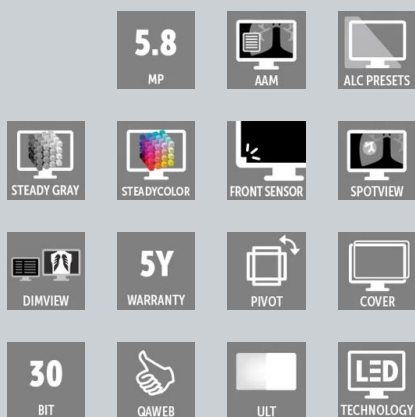 5.8
MP
AAM
ALC PRESETS
STEADY GRAY
STEADYCOLOR
FRONT SENSOR
SPOTVIEW
DIMVIEW
5Y
WARRANTY
PIVOT
COVER
30
BIT
QAWEB
ULT
LED
TECHNOLOGY